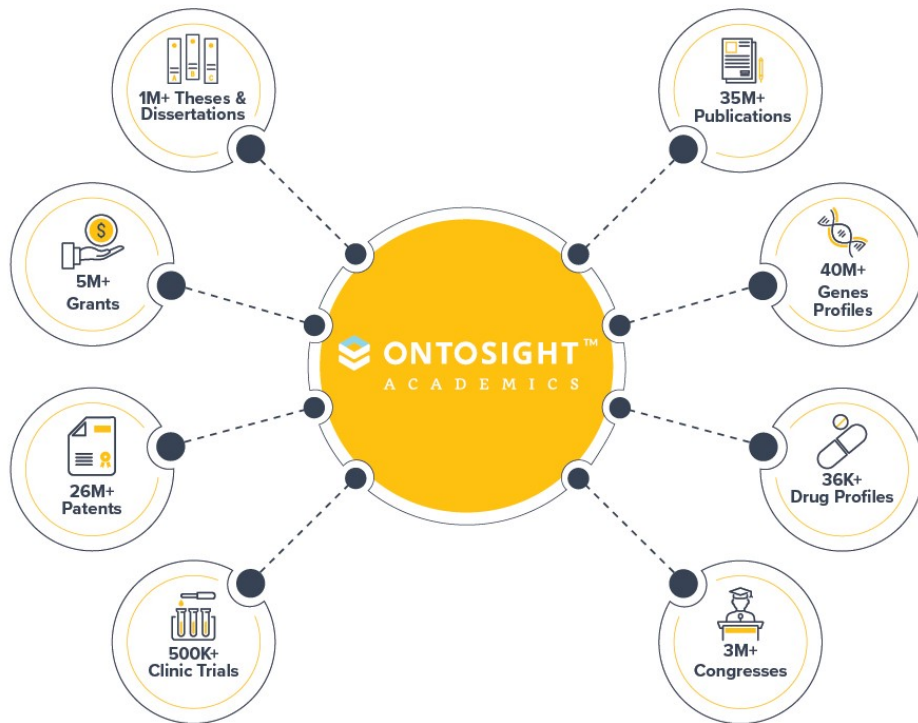 1M+ Theses &
Dissertations
A B C
35M+
Publications
$
5M+
Grants
40M+
Genes
Profiles
ONTOSIGHT™
ACADEMICS
26M+
Patents
36K+
Drug Profiles
500K+
Clinic Trials
3M+
Congresses